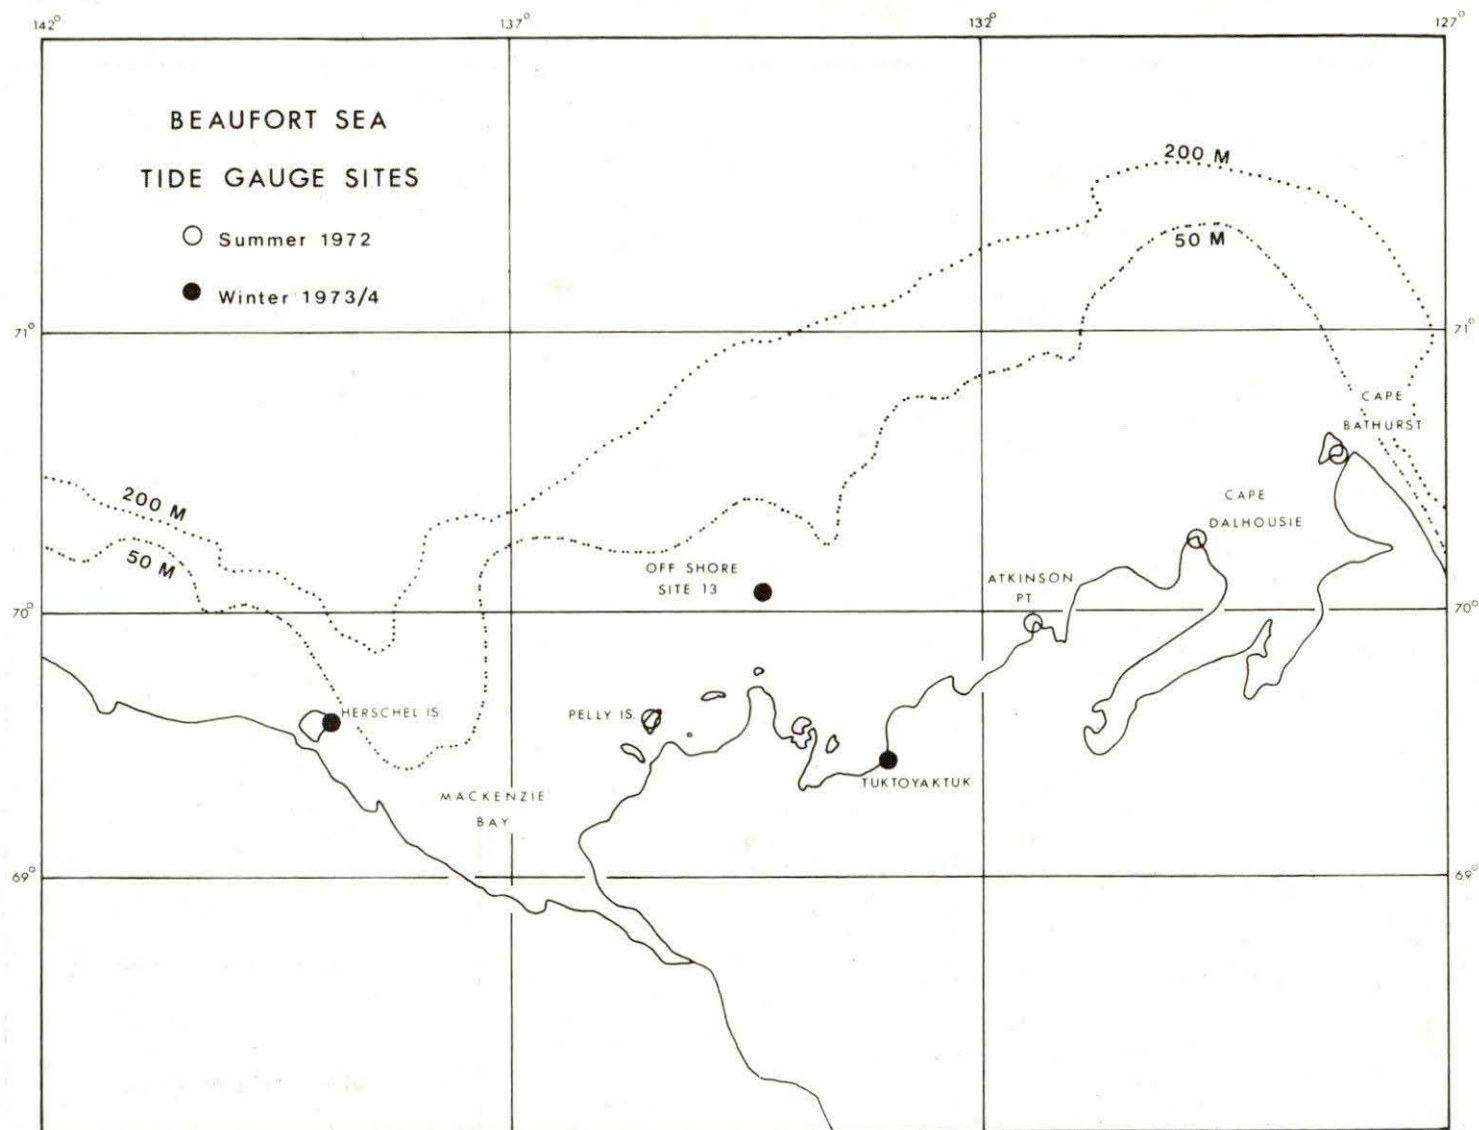 142° 137° 132° 127°
BEAUFORT SEA
TIDE GAUGE SITES
Summer 1972
Winter 1973/4
200 M
50 M
71° 71°
CAPE
BATHURST
200 M
50 M
CAPE
DALHOUSIE
OFF SHORE
SITE 13
ATKINSON
PT
70° 70°
HERSCHEL IS
PELLY IS.
TUKTOYAKTUK
MACKENZIE
BAY
69° 69°